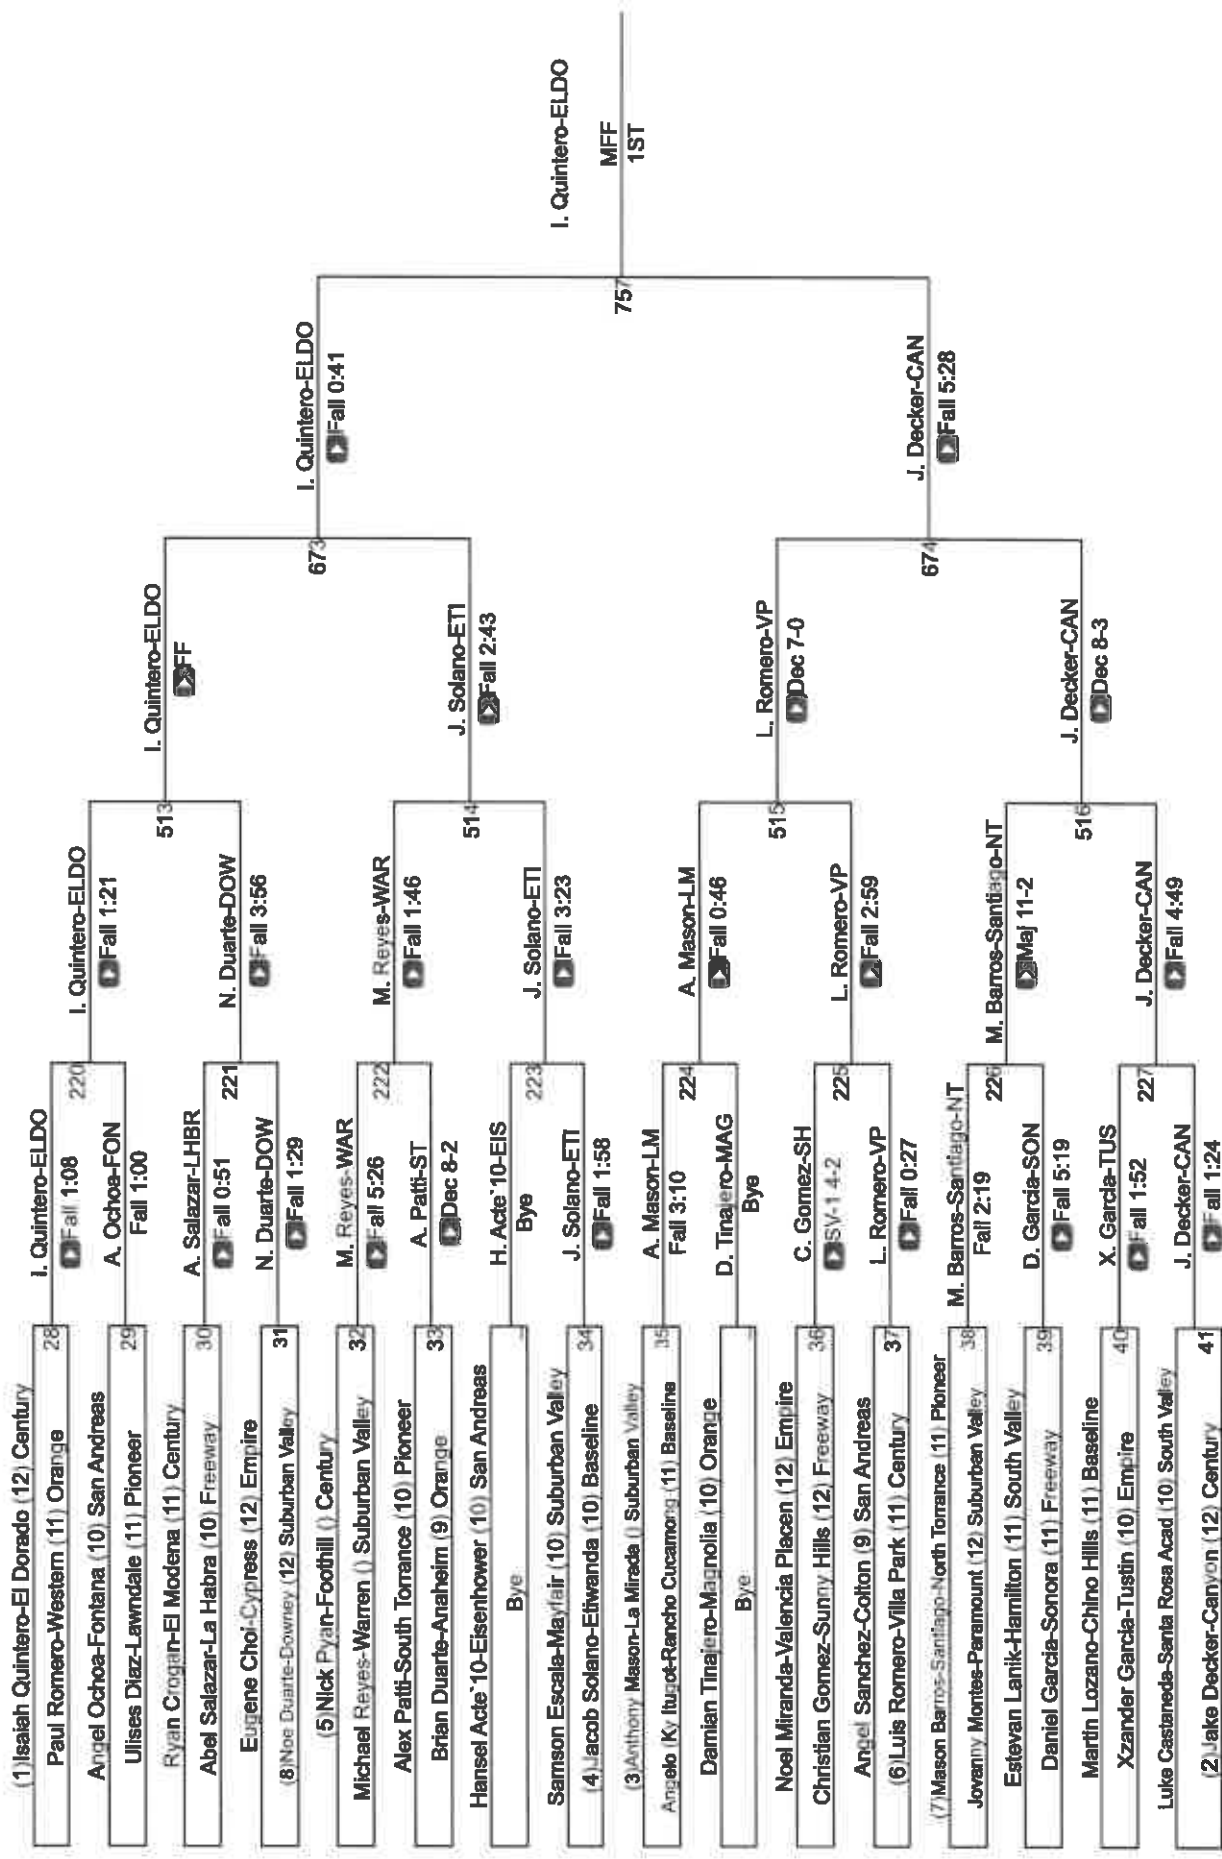 (1)Isaiah Quintero-El Dorado (12) Century
28
Paul Romero-Western (11) Orange
Angel Ochoa-Fontana (10) San Andreas
29
Ulises Diaz-Lawndale (11) Pioneer
Ryan Crogan-El Modena (11) Century
30
Abel Salazar-La Habra (10) Freeway
Eugene Choi-Cypress (12) Empire
31
(8)Noe Duarte-Downey (12) Suburban Valley
(5)Nick Pyan-Foothill () Century
32
Michael Reyes-Warren () Suburban Valley
Alex Patti-South Torrance (10) Pioneer
33
Brian Duarte-Anaheim (9) Orange
Hansel Acte`10-Eisenhower (10) San Andreas
Bye
Samson Escala-Mayfair (10) Suburban Valley
34
(4)Jacob Solano-Etiwanda (10) Baseline
(3)Anthony Mason-La Mirada () Suburban Valley
35
Angelo (Ky Itugot-Rancho Cucamong (11) Baseline
Damian Tinajero-Magnolia (10) Orange
Bye
Noel Miranda-Valencia Placen (12) Empire
36
Christian Gomez-Sunny Hills (12) Freeway
Angel Sanchez-Colton (9) San Andreas
37
(6)Luis Romero-Villa Park (11) Century
(7)Mason Barros-Santiago-North Torrance (11) Pioneer
38
Jovanny Montes-Paramount (12) Suburban Valley
Estevan Lanik-Hamilton (11) South Valley
39
Daniel Garcia-Sonora (11) Freeway
Martin Lozano-Chino Hills (11) Baseline
40
Xzander Garcia-Tustin (10) Empire
Luke Castaneda-Santa Rosa Acad (10) South Valley
41
(2)Jake Decker-Canyon (12) Century
I. Quintero-ELDO
Fall 1:08
220
A. Ochoa-FON
Fall 1:00
A. Salazar-LHBR
Fall 0:51
221
N. Duarte-DOW
Fall 1:29
M. Reyes-WAR
Fall 5:26
222
A. Patti-ST
Dec 8-2
H. Acte`10-EIS
Bye
223
J. Solano-ETI
Fall 1:58
A. Mason-LM
Fall 3:10
224
D. Tinajero-MAG
Bye
C. Gomez-SH
SV-1 4-2
225
L. Romero-VP
Fall 0:27
M. Barros-Santiago-NT
Fall 2:19
226
D. Garcia-SON
Fall 5:19
X. Garcia-TUS
Fall 1:52
227
J. Decker-CAN
Fall 1:24
I. Quintero-ELDO
Fall 1:21
513
N. Duarte-DOW
Fall 3:56
M. Reyes-WAR
Fall 1:46
514
J. Solano-ETI
Fall 3:23
A. Mason-LM
Fall 0:46
515
L. Romero-VP
Fall 2:59
M. Barros-Santiago-NT
Maj 11-2
516
J. Decker-CAN
Fall 4:49
I. Quintero-ELDO
FF
673
J. Solano-ETI
Fall 2:43
L. Romero-VP
Dec 7-0
674
J. Decker-CAN
Dec 8-3
I. Quintero-ELDO
Fall 0:41
757
J. Decker-CAN
Fall 5:28
I. Quintero-ELDO
MFF
1ST